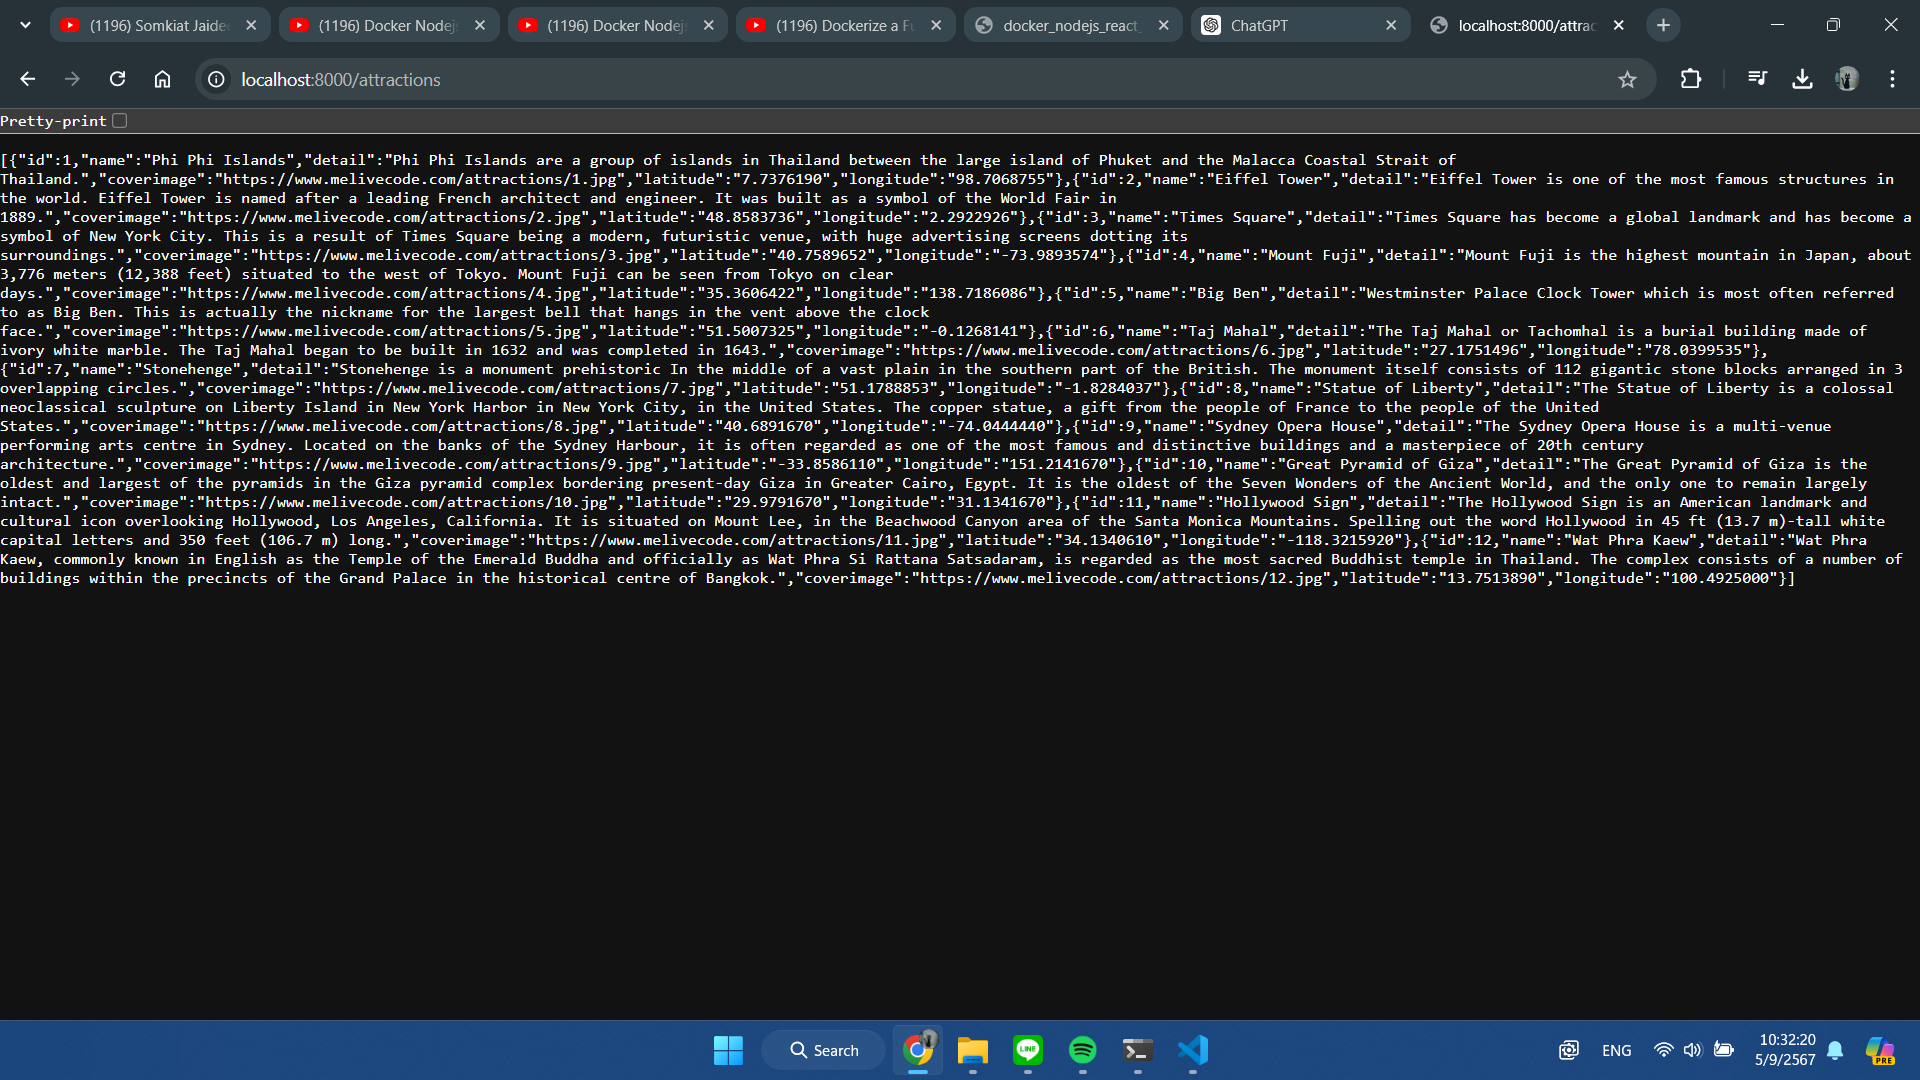 (1196) Somkiat Jaide
(1196) Docker Nodej
(1196) Docker Nodej
(1196) Dockerize a Fu
docker_nodejs_react_
ChatGPT
localhost:8000/attrac
localhost:8000/attractions
Pretty-print
[{"id":1,"name":"Phi Phi Islands","detail":"Phi Phi Islands are a group of islands in Thailand between the large island of Phuket and the Malacca Coastal Strait of
Thailand.","coverimage":"https://www.melivecode.com/attractions/1.jpg","latitude":"7.7376190","longitude":"98.7068755"},{"id":2,"name":"Eiffel Tower","detail":"Eiffel Tower is one of the most famous structures in
the world. Eiffel Tower is named after a leading French architect and engineer. It was built as a symbol of the World Fair in
1889.","coverimage":"https://www.melivecode.com/attractions/2.jpg","latitude":"48.8583736","longitude":"2.2922926"},{"id":3,"name":"Times Square","detail":"Times Square has become a global landmark and has become a
symbol of New York City. This is a result of Times Square being a modern, futuristic venue, with huge advertising screens dotting its
surroundings.","coverimage":"https://www.melivecode.com/attractions/3.jpg","latitude":"40.7589652","longitude":"-73.9893574"},{"id":4,"name":"Mount Fuji","detail":"Mount Fuji is the highest mountain in Japan, about
3,776 meters (12,388 feet) situated to the west of Tokyo. Mount Fuji can be seen from Tokyo on clear
days.","coverimage":"https://www.melivecode.com/attractions/4.jpg","latitude":"35.3606422","longitude":"138.7186086"},{"id":5,"name":"Big Ben","detail":"Westminster Palace Clock Tower which is most often referred
to as Big Ben. This is actually the nickname for the largest bell that hangs in the vent above the clock
face.","coverimage":"https://www.melivecode.com/attractions/5.jpg","latitude":"51.5007325","longitude":"-0.1268141"},{"id":6,"name":"Taj Mahal","detail":"The Taj Mahal or Tachomhal is a burial building made of
ivory white marble. The Taj Mahal began to be built in 1632 and was completed in 1643.","coverimage":"https://www.melivecode.com/attractions/6.jpg","latitude":"27.1751496","longitude":"78.0399535"},
{"id":7,"name":"Stonehenge","detail":"Stonehenge is a monument prehistoric In the middle of a vast plain in the southern part of the British. The monument itself consists of 112 gigantic stone blocks arranged in 3
overlapping circles.","coverimage":"https://www.melivecode.com/attractions/7.jpg","latitude":"51.1788853","longitude":"-1.8284037"},{"id":8,"name":"Statue of Liberty","detail":"The Statue of Liberty is a colossal
neoclassical sculpture on Liberty Island in New York Harbor in New York City, in the United States. The copper statue, a gift from the people of France to the people of the United
States.","coverimage":"https://www.melivecode.com/attractions/8.jpg","latitude":"40.6891670","longitude":"-74.0444440"},{"id":9,"name":"Sydney Opera House","detail":"The Sydney Opera House is a multi-venue
performing arts centre in Sydney. Located on the banks of the Sydney Harbour, it is often regarded as one of the most famous and distinctive buildings and a masterpiece of 20th century
architecture.","coverimage":"https://www.melivecode.com/attractions/9.jpg","latitude":"-33.8586110","longitude":"151.2141670"},{"id":10,"name":"Great Pyramid of Giza","detail":"The Great Pyramid of Giza is the
oldest and largest of the pyramids in the Giza pyramid complex bordering present-day Giza in Greater Cairo, Egypt. It is the oldest of the Seven Wonders of the Ancient World, and the only one to remain largely
intact.","coverimage":"https://www.melivecode.com/attractions/10.jpg","latitude":"29.9791670","longitude":"31.1341670"},{"id":11,"name":"Hollywood Sign","detail":"The Hollywood Sign is an American landmark and
cultural icon overlooking Hollywood, Los Angeles, California. It is situated on Mount Lee, in the Beachwood Canyon area of the Santa Monica Mountains. Spelling out the word Hollywood in 45 ft (13.7 m)-tall white
capital letters and 350 feet (106.7 m) long.","coverimage":"https://www.melivecode.com/attractions/11.jpg","latitude":"34.1340610","longitude":"-118.3215920"},{"id":12,"name":"Wat Phra Kaew","detail":"Wat Phra
Kaew, commonly known in English as the Temple of the Emerald Buddha and officially as Wat Phra Si Rattana Satsadaram, is regarded as the most sacred Buddhist temple in Thailand. The complex consists of a number of
buildings within the precincts of the Grand Palace in the historical centre of Bangkok.","coverimage":"https://www.melivecode.com/attractions/12.jpg","latitude":"13.7513890","longitude":"100.4925000"}]
Search
LINE
ENG
10:32:20
5/9/2567
PRE